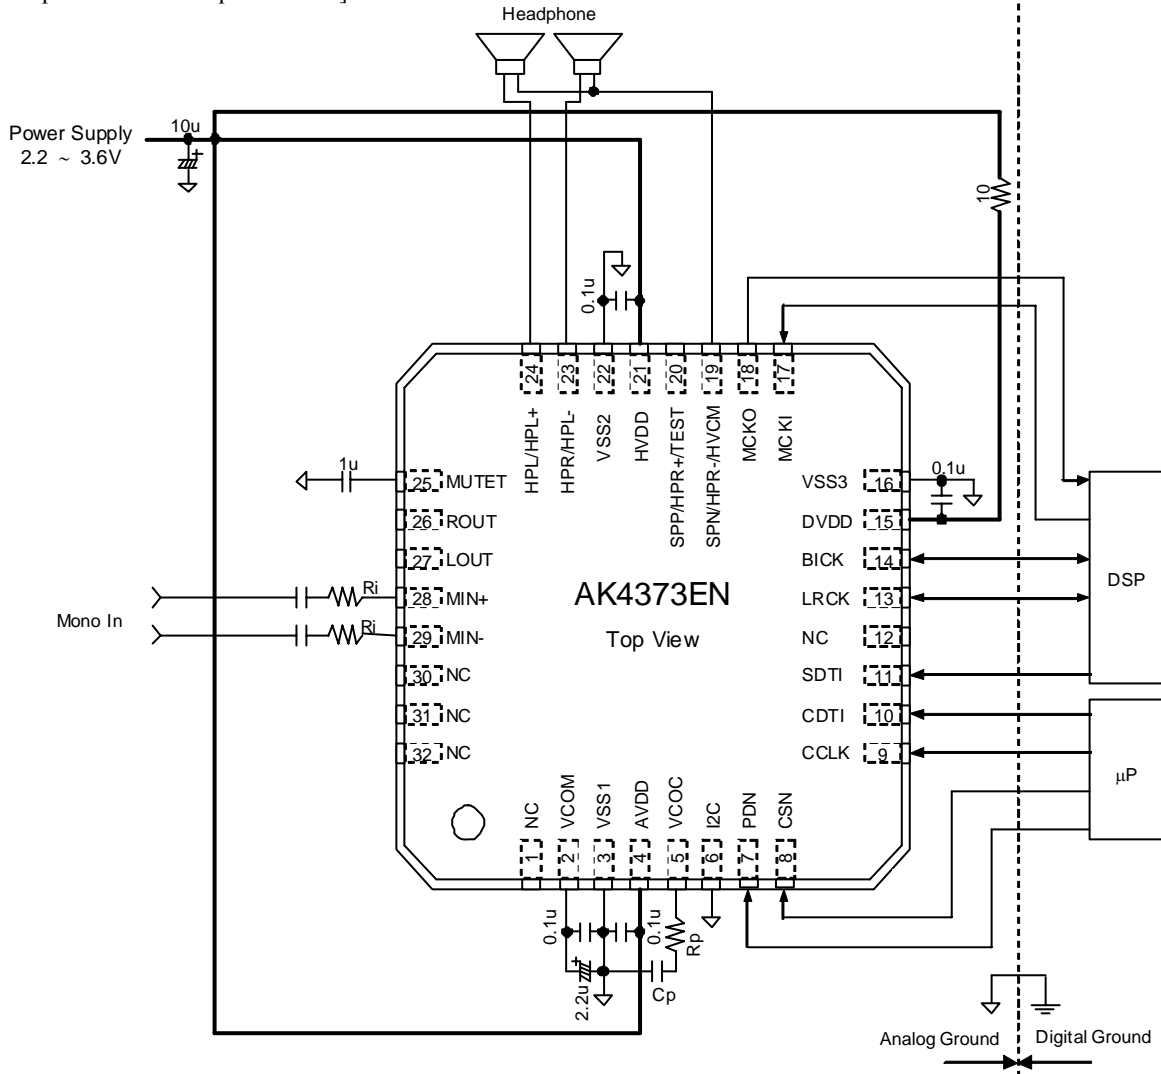 Headphone
Power Supply
2.2 ~ 3.6V
10u
+
10
0.1u
24
23
22
21
20
19
18
17
HPL/HPL+
HPR/HPL-
VSS2
HVDD
SPP/HPR+/TEST
SPN/HPR-/HVCM
MCKO
MCKI
1u
25 MUTET
26 ROUT
27 LOUT
Ri
28 MIN+
Mono In
Ri
29 MIN-
30 NC
31 NC
32 NC
AK4373EN
Top View
VSS3 16
0.1u
DVDD 15
BICK 14
LRCK 13
NC 12
SDTI 11
CDTI 10
CCLK 9
DSP
µP
NC
VCOM
VSS1
AVDD
VCOC
I2C
PDN
CSN
1
2
3
4
5
6
7
8
0.1u
0.1u
Rp
+
2.2u
Cp
Analog Ground
Digital Ground